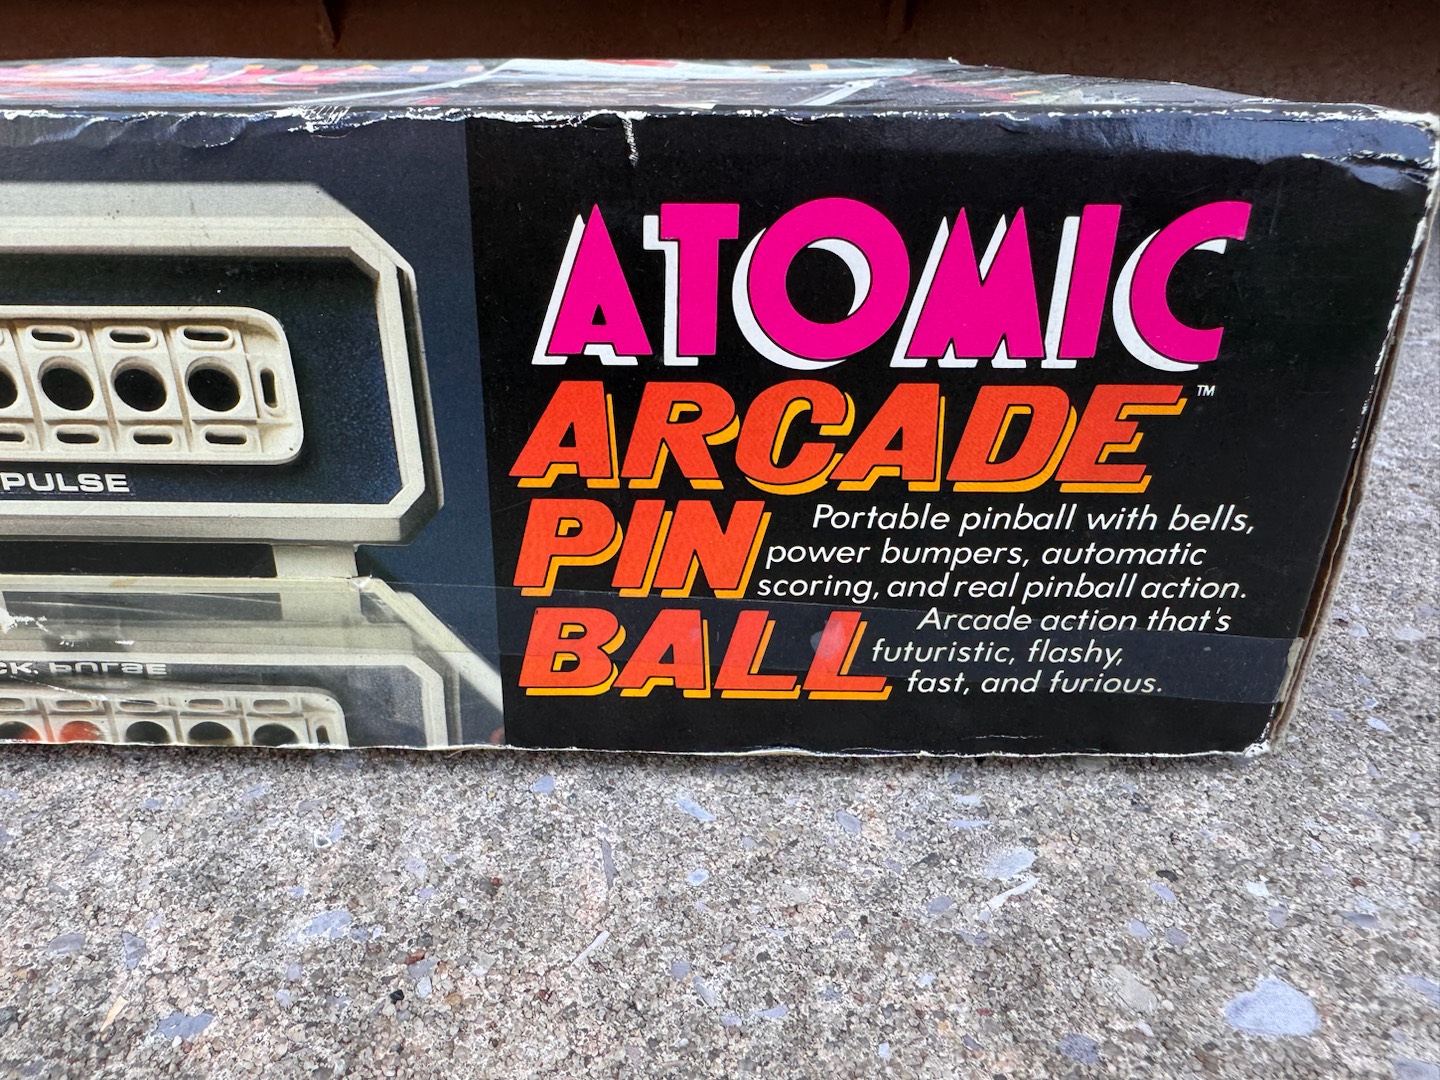 ATOMIC
ARCADE™
PIN
BALL
Portable pinball with bells,
power bumpers, automatic
scoring, and real pinball action.
Arcade action that's
futuristic, flashy,
fast, and furious.
PULSE